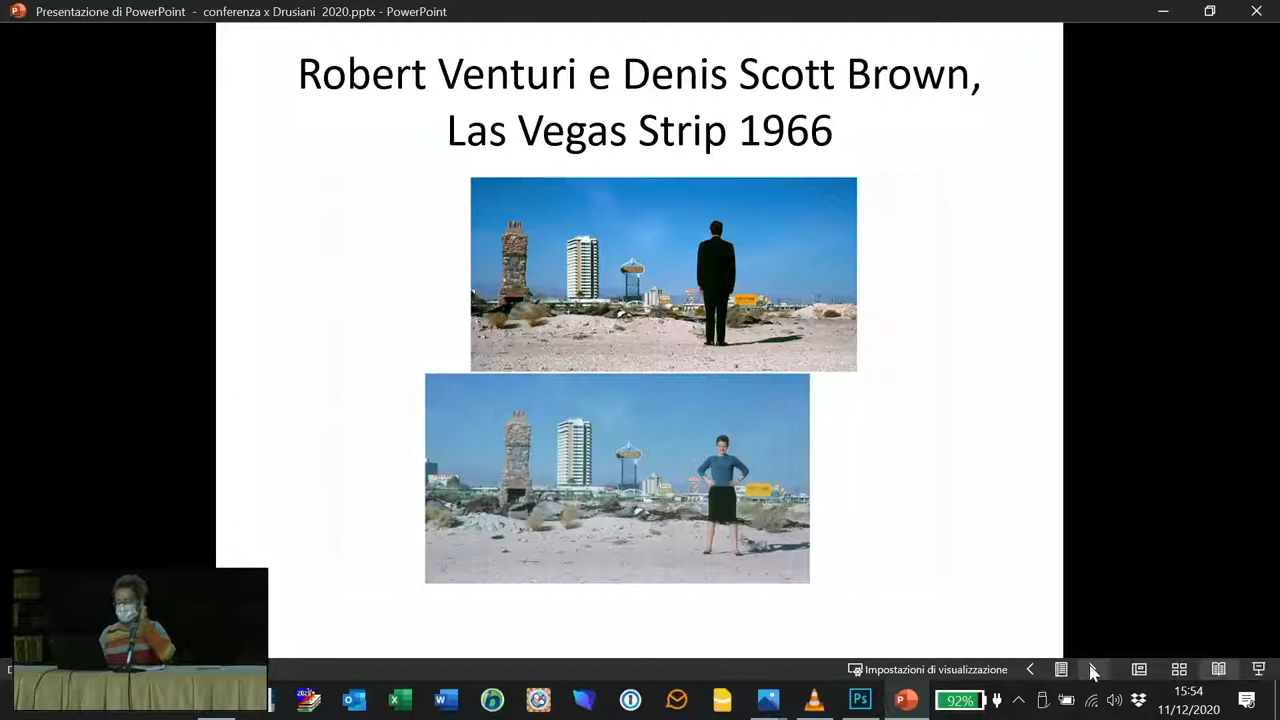 Presentazione di PowerPoint - conferenza x Drusiani 2020.pptx - PowerPoint
Robert Venturi e Denis Scott Brown,
Las Vegas Strip 1966
Impostazioni di visualizzazione
92%
15:54
11/12/2020